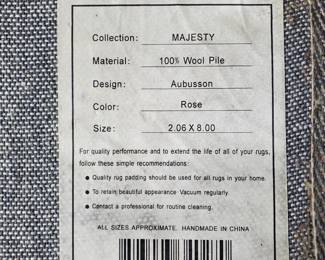 Collection: MAJESTY
Material: 100% Wool Pile
Design: Aubusson
Color: Rose
Size: 2.06 X 8.00
For quality performance and to extend the life of all of your rugs,
follow these simple recommendations:
● Quality rug padding should be used for all rugs in your home.
● To retain beautiful appearance Vacuum regularly.
● Contact a professional for routine cleaning.
ALL SIZES APPROXIMATE. HANDMADE IN CHINA